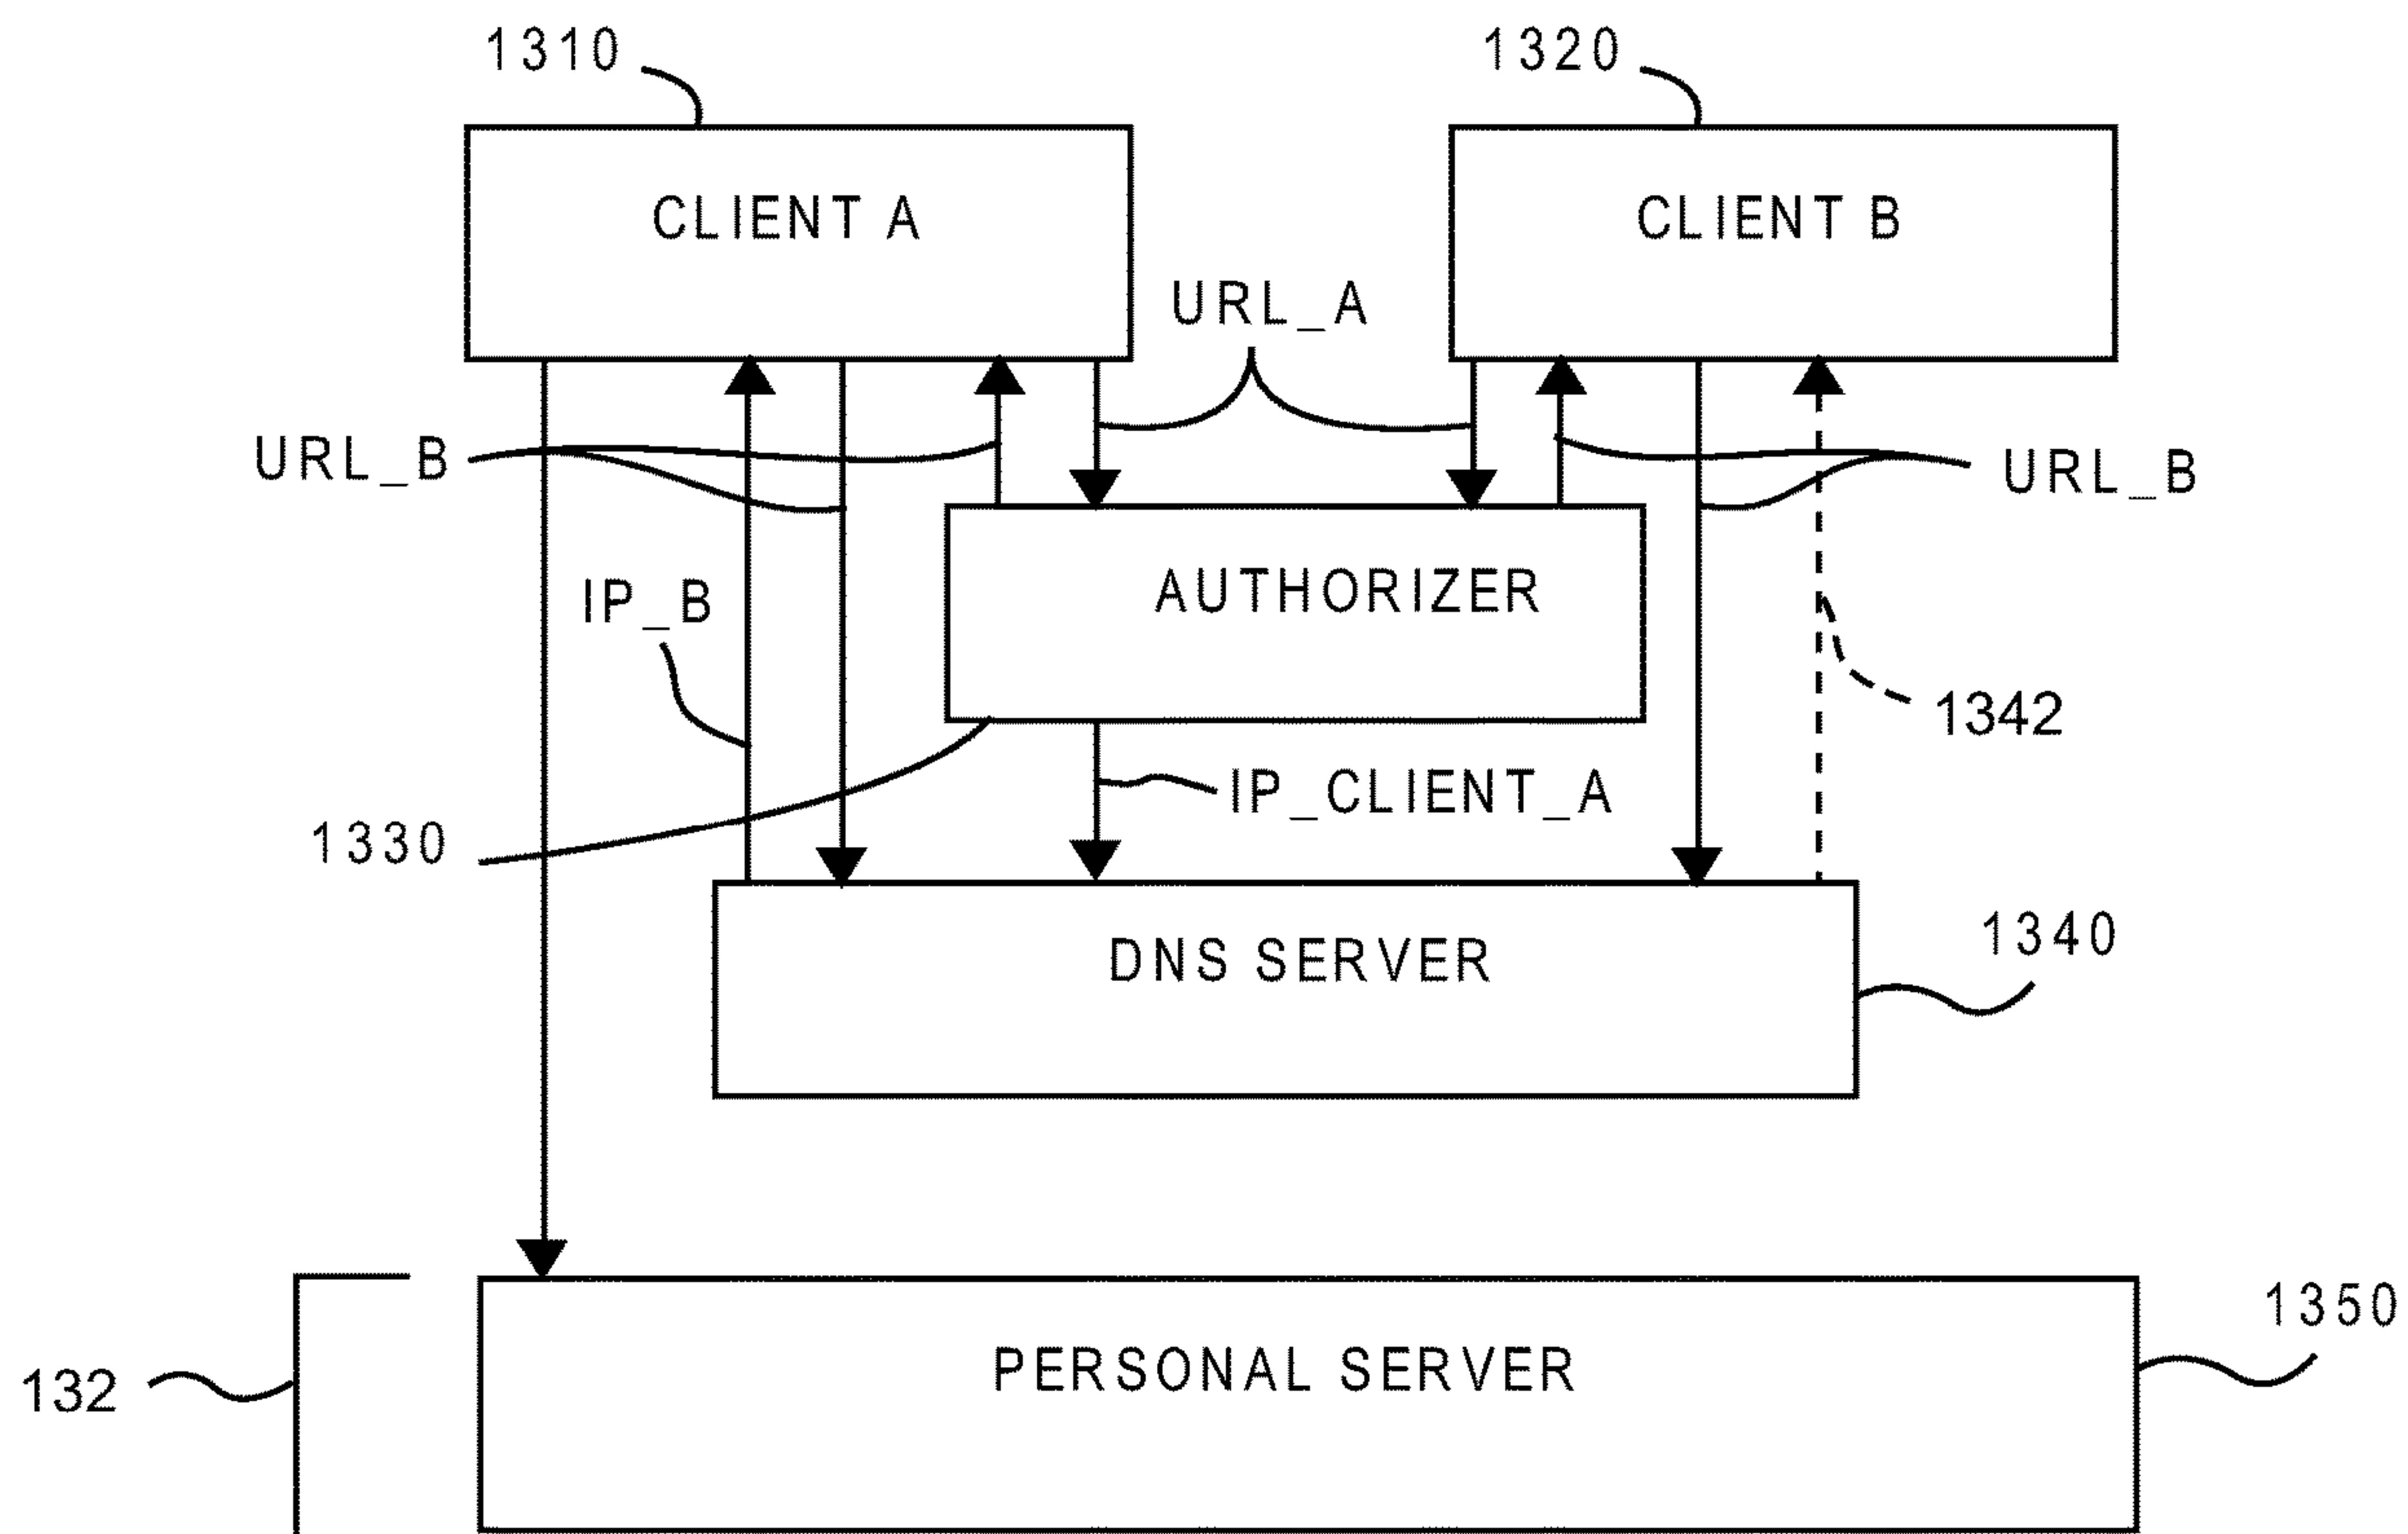 1310
1320
CLIENT A
CLIENT B
URL_A
URL_B
URL_B
IP_B
AUTHORIZER
1342
IP_CLIENT_A
1330
DNS SERVER
1340
PERSONAL SERVER
1350
132